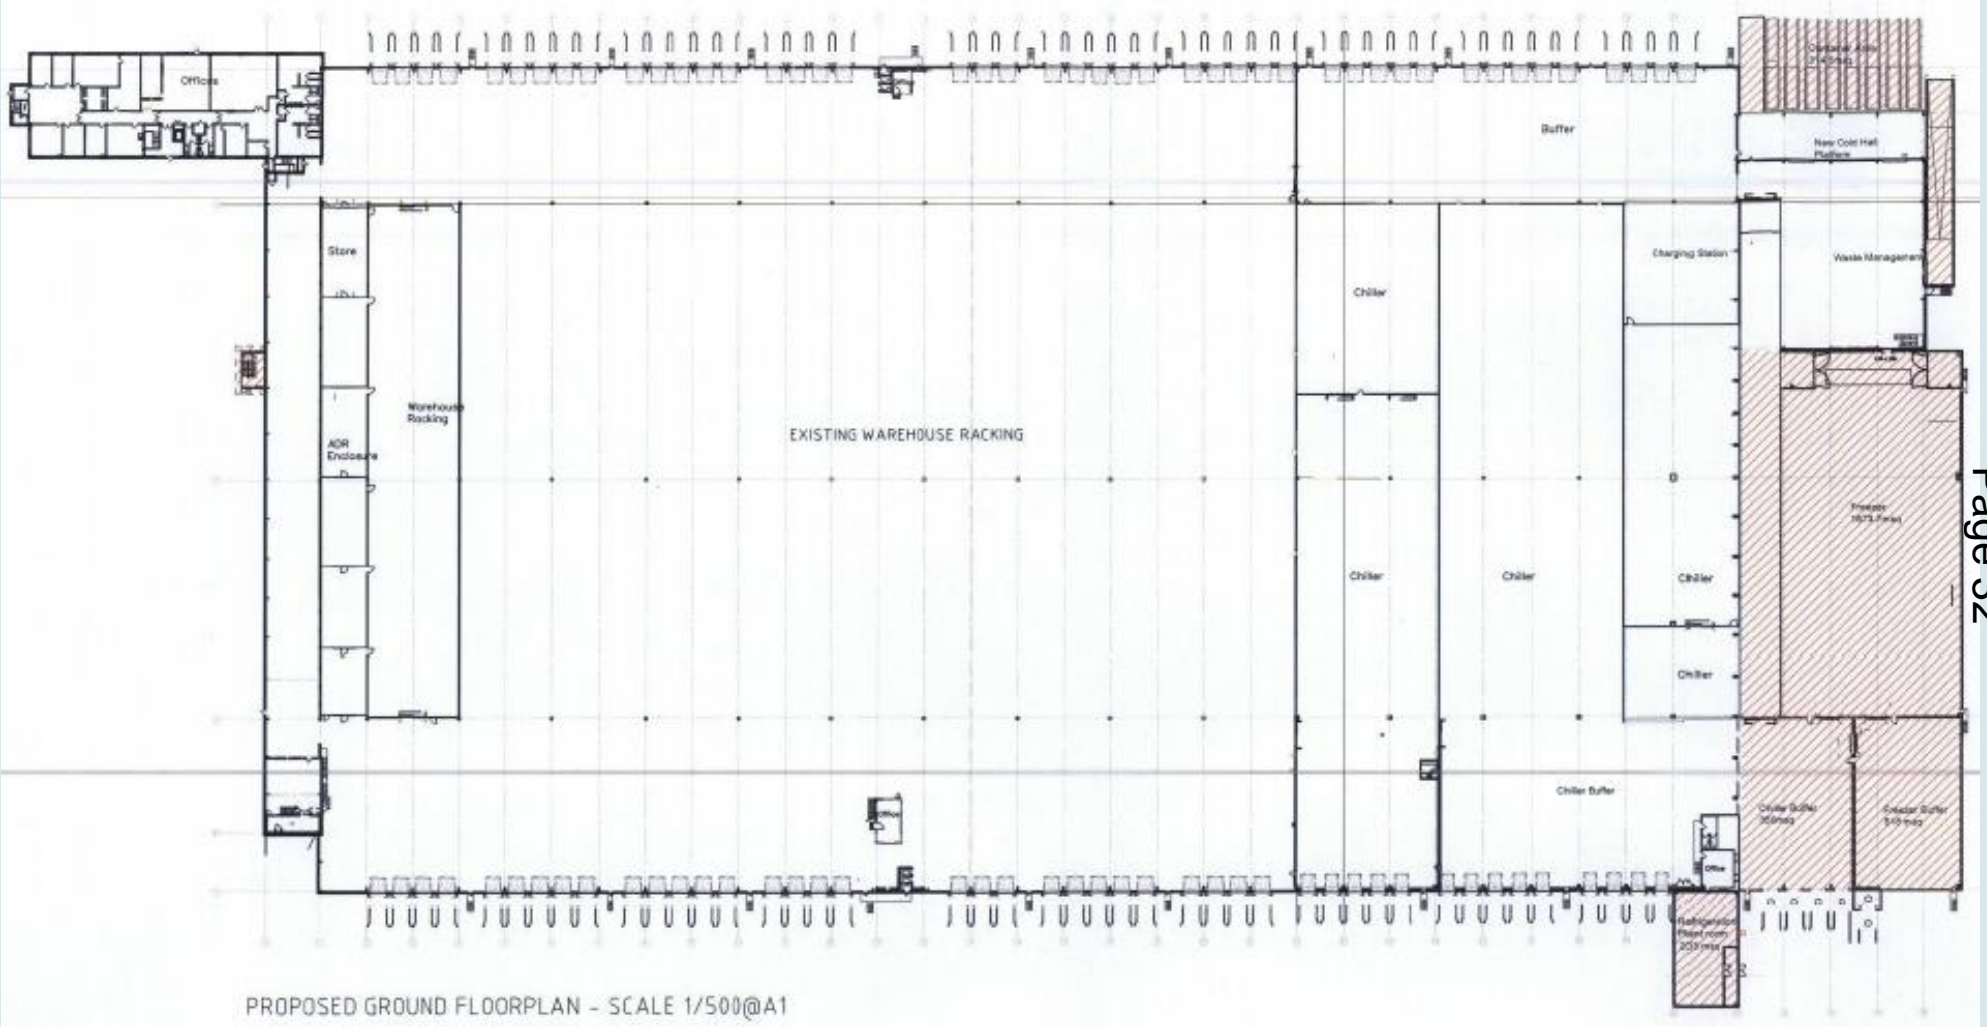 Offices
Buffer
New Cold Hall
Platform
Store
Charging Station
Waste Management
Chiller
Warehouse
Racking
EXISTING WAREHOUSE RACKING
ADR
Enclosure
Freezer
Chiller
Chiller
Chiller
Chiller
Chiller Buffer
Chiller Buffer
Freezer Buffer
Office
Office
Refrigeration
Plant room
PROPOSED GROUND FLOORPLAN - SCALE 1/500@A1
Page 32